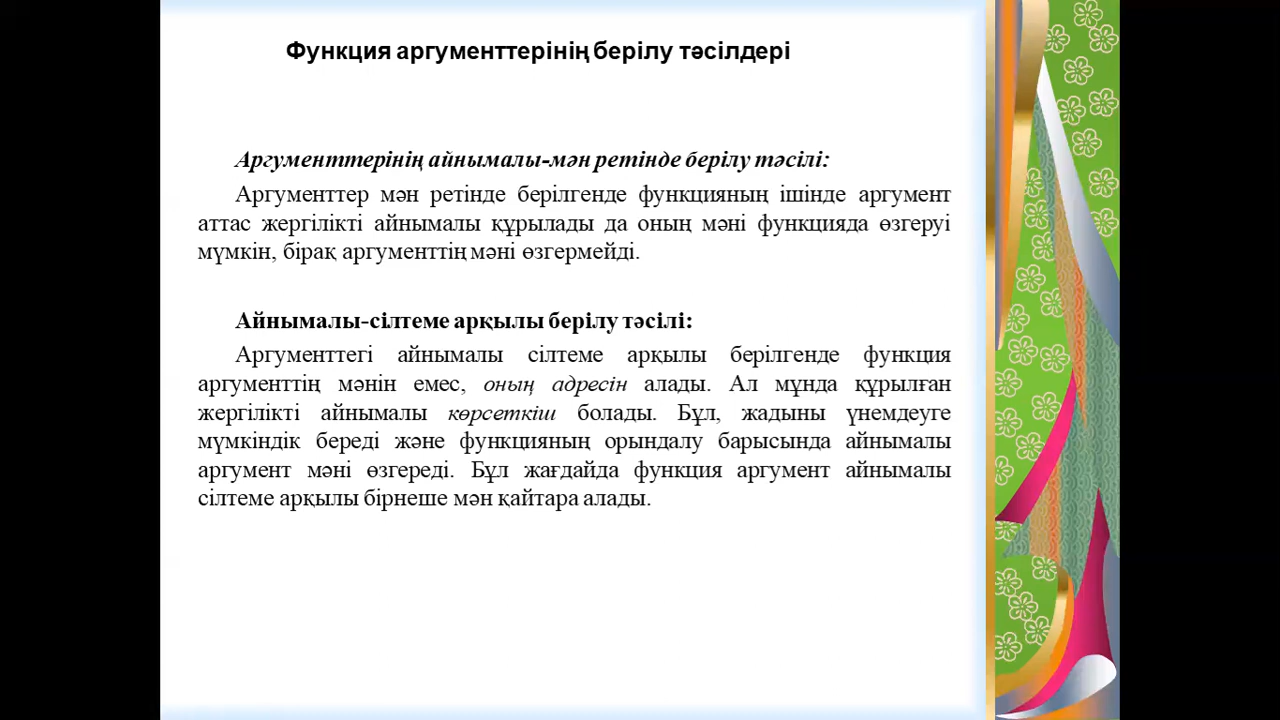 Функция аргументтерінің берілу тәсілдері
Аргументтерінің айнымалы-мән ретінде берілу тәсілі:
Аргументтер мән ретінде берілгенде функцияның ішінде аргумент
аттас жергілікті айнымалы құрылады да оның мәні функцияда өзгеруі
мүмкін, бірақ аргументтің мәні өзгермейді.
Айнымалы-сілтеме арқылы берілу тәсілі:
Аргументтегі айнымалы сілтеме арқылы берілгенде функция
аргументтің мәнін емес, оның адресін алады. Ал мұнда құрылған
жергілікті айнымалы көрсеткіш болады. Бұл, жадыны үнемдеуге
мүмкіндік береді және функцияның орындалу барысында айнымалы
аргумент мәні өзгереді. Бұл жағдайда функция аргумент айнымалы
сілтеме арқылы бірнеше мән қайтара алады.